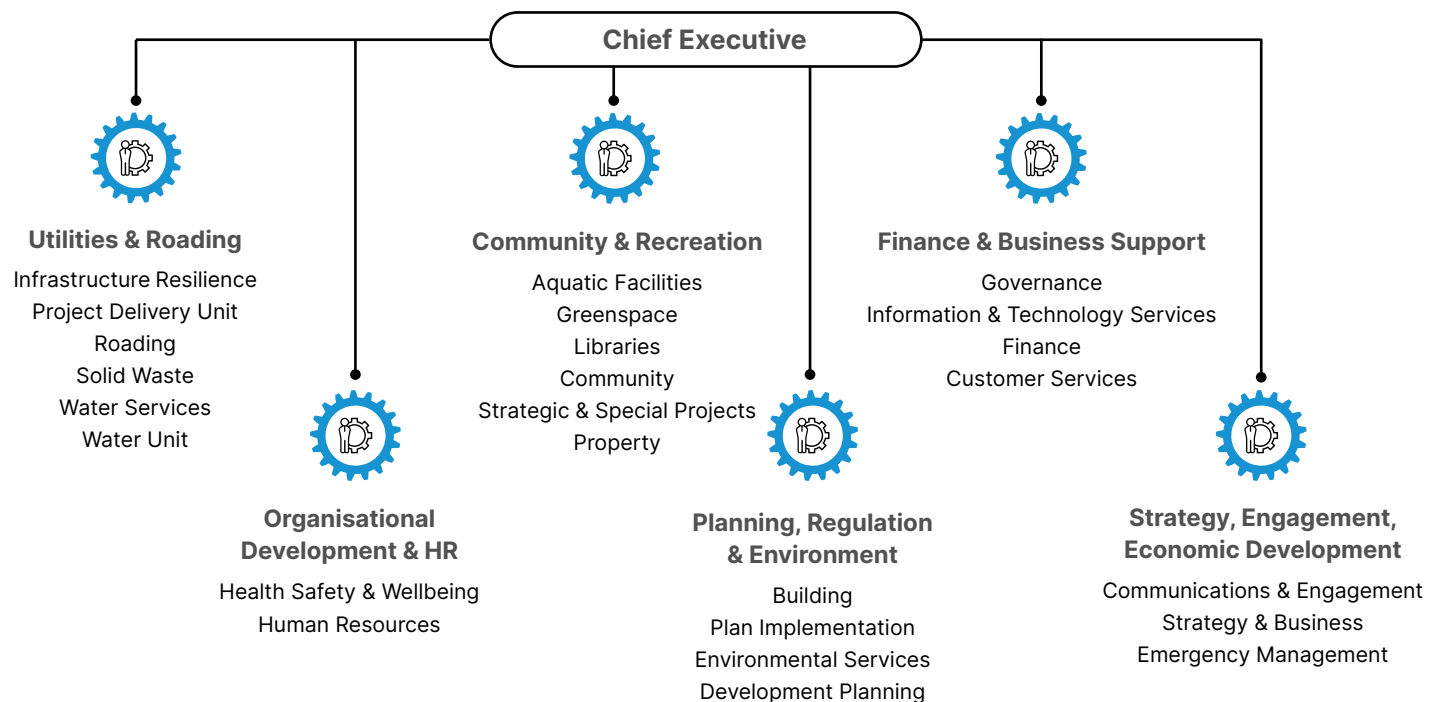 Chief Executive
Utilities & Roading
Infrastructure Resilience
Project Delivery Unit
Roading
Solid Waste
Water Services
Water Unit
Organisational
Development & HR
Health Safety & Wellbeing
Human Resources
Community & Recreation
Aquatic Facilities
Greenspace
Libraries
Community
Strategic & Special Projects
Property
Planning, Regulation
& Environment
Building
Plan Implementation
Environmental Services
Development Planning
Finance & Business Support
Governance
Information & Technology Services
Finance
Customer Services
Strategy, Engagement,
Economic Development
Communications & Engagement
Strategy & Business
Emergency Management